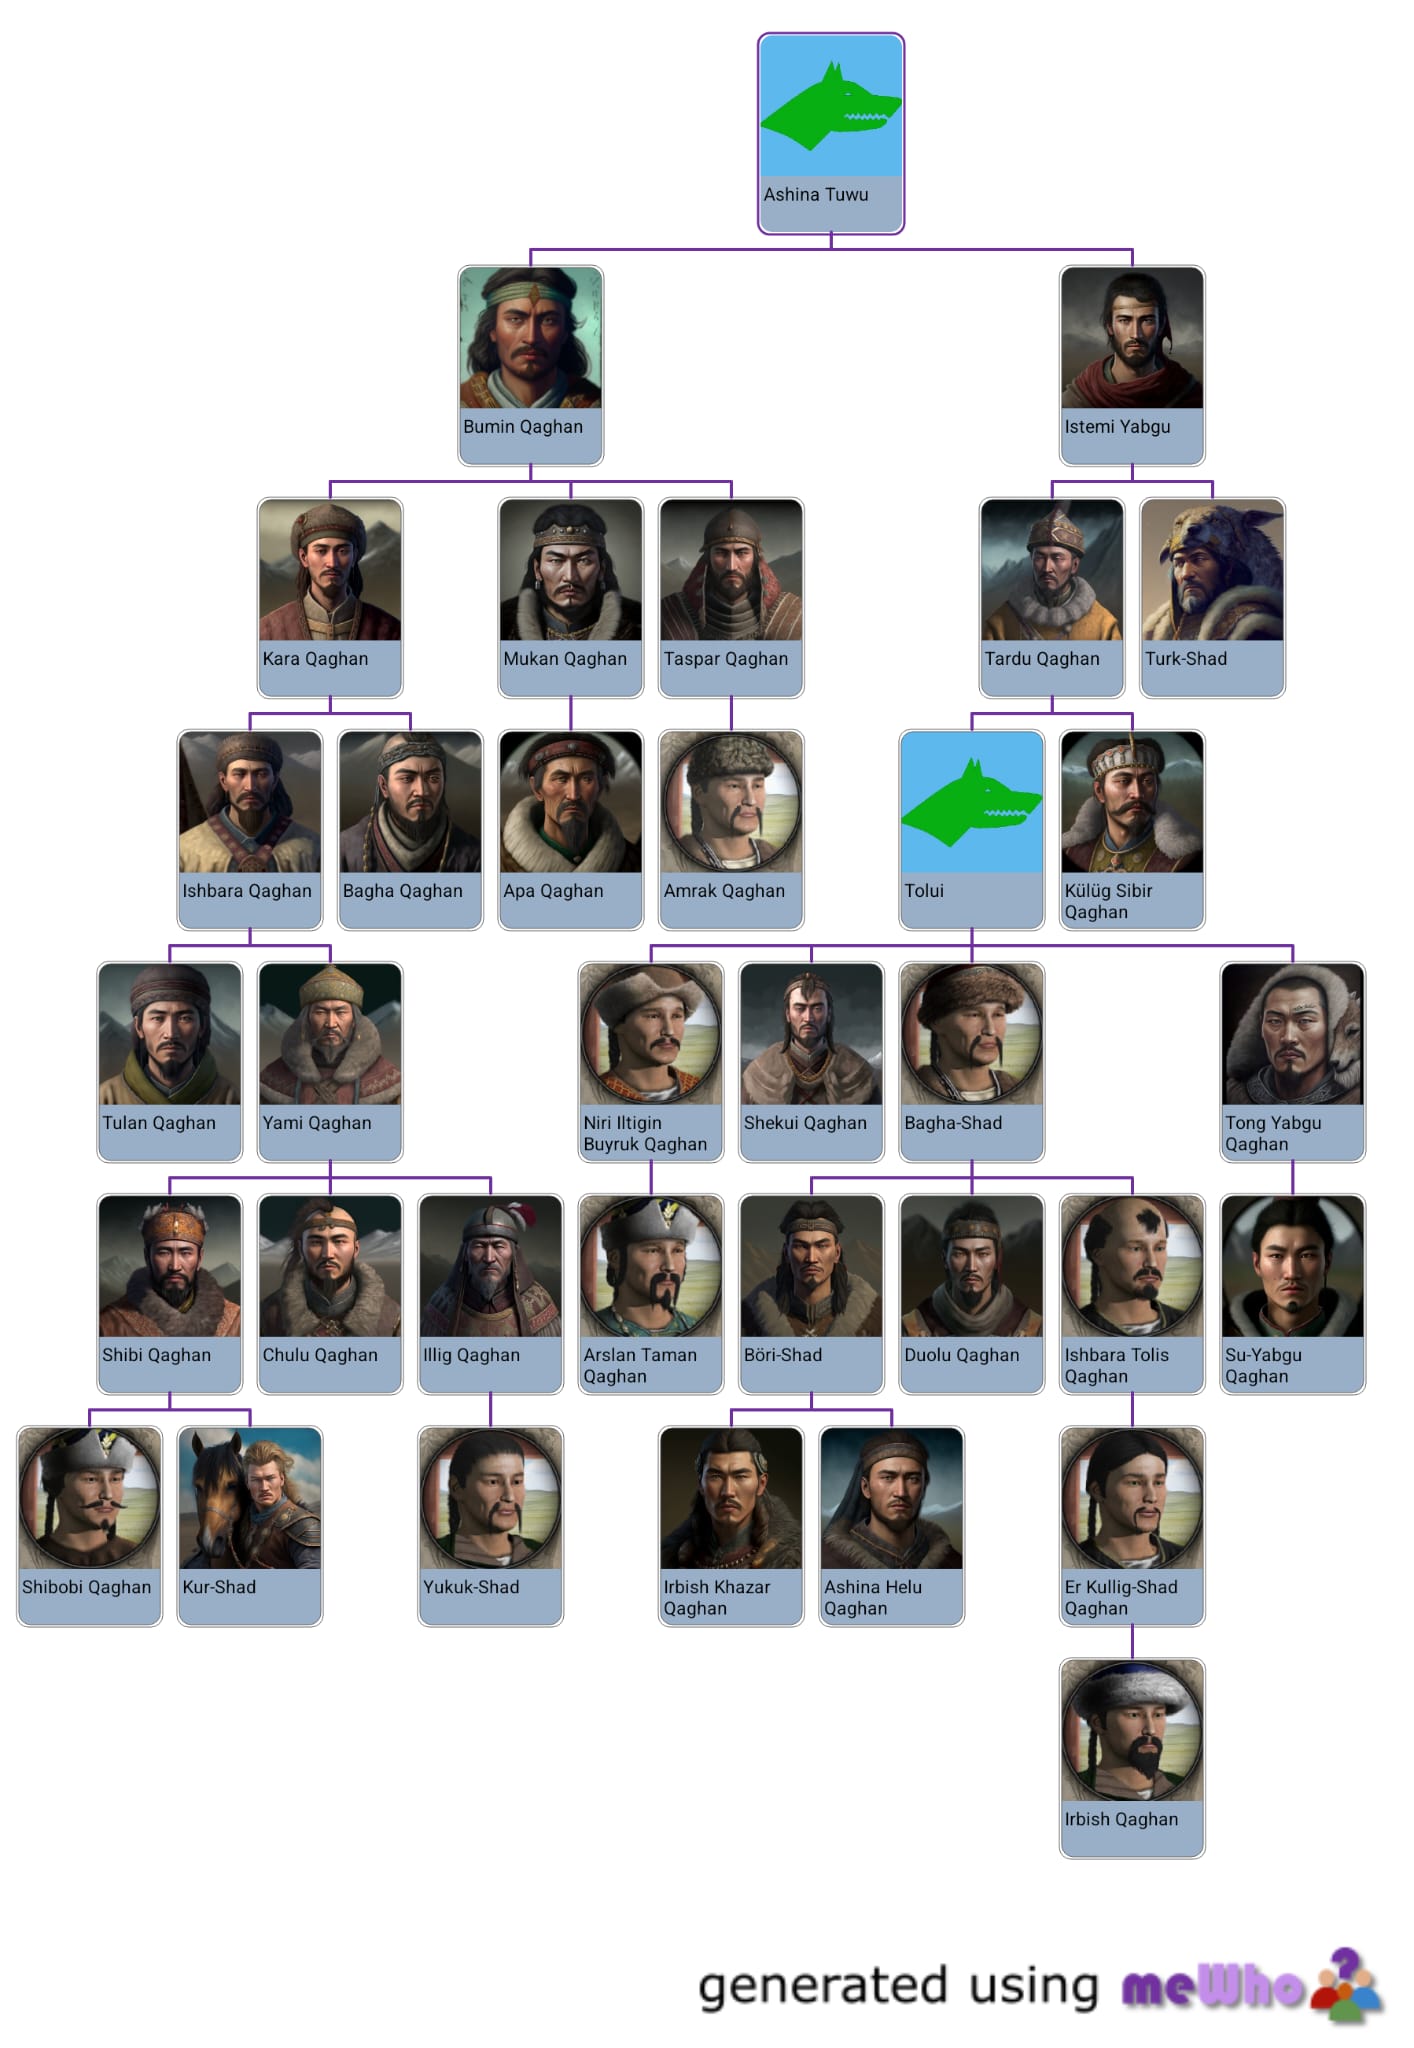 Ashina Tuwu
Bumin Qaghan
Istemi Yabgu
Kara Qaghan
Mukan Qaghan
Taspar Qaghan
Tardu Qaghan
Turk-Shad
Ishbara Qaghan
Bagha Qaghan
Apa Qaghan
Amrak Qaghan
Tolui
Külüg Sibir
Qaghan
Tulan Qaghan
Yami Qaghan
Niri Iltigin
Buyruk Qaghan
Shekui Qaghan
Bagha-Shad
Tong Yabgu
Qaghan
Shibi Qaghan
Chulu Qaghan
Illig Qaghan
Arslan Taman
Qaghan
Böri-Shad
Duolu Qaghan
Ishbara Tolis
Qaghan
Su-Yabgu
Qaghan
Shibobi Qaghan
Kur-Shad
Yukuk-Shad
Irbish Khazar
Qaghan
Ashina Helu
Qaghan
Er Kullig-Shad
Qaghan
Irbish Qaghan
generated using meWho?